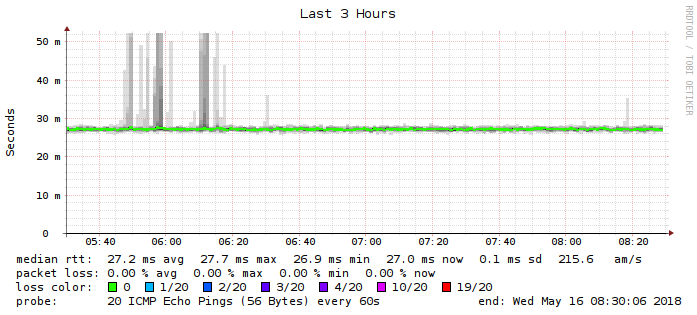 Last 3 Hours
RRDTOOL / TOBI OETIKER
Seconds
50 m
40 m
30 m
20 m
10 m
0
05:40 06:00 06:20 06:40 07:00 07:20 07:40 08:00 08:20
median rtt: 27.2 ms avg 27.7 ms max 26.9 ms min 27.0 ms now 0.1 ms sd 215.6 am/s
packet loss: 0.00 % avg 0.00 % max 0.00 % min 0.00 % now
loss color: 0 1/20 2/20 3/20 4/20 10/20 19/20
probe: 20 ICMP Echo Pings (56 Bytes) every 60s end: Wed May 16 08:30:06 2018